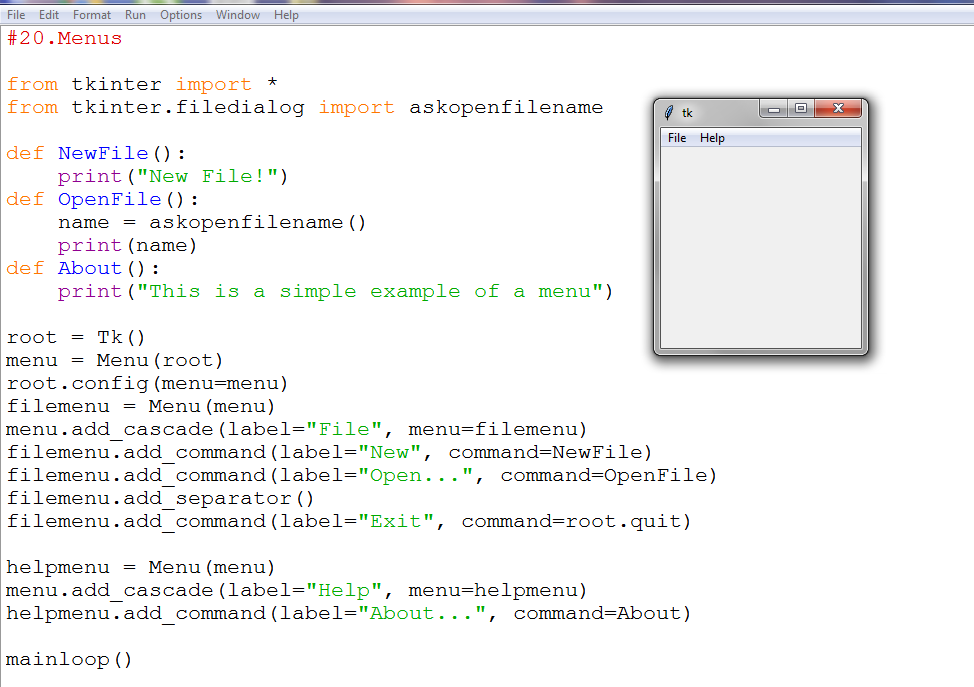 File Edit Format Run Options Window Help
#20.Menus
from tkinter import *
from tkinter.filedialog import askopenfilename
def NewFile():
    print("New File!")
def OpenFile():
    name = askopenfilename()
    print(name)
def About():
    print("This is a simple example of a menu")
root = Tk()
menu = Menu(root)
root.config(menu=menu)
filemenu = Menu(menu)
menu.add_cascade(label="File", menu=filemenu)
filemenu.add_command(label="New", command=NewFile)
filemenu.add_command(label="Open...", command=OpenFile)
filemenu.add_separator()
filemenu.add_command(label="Exit", command=root.quit)
helpmenu = Menu(menu)
menu.add_cascade(label="Help", menu=helpmenu)
helpmenu.add_command(label="About...", command=About)
mainloop()
tk
File Help